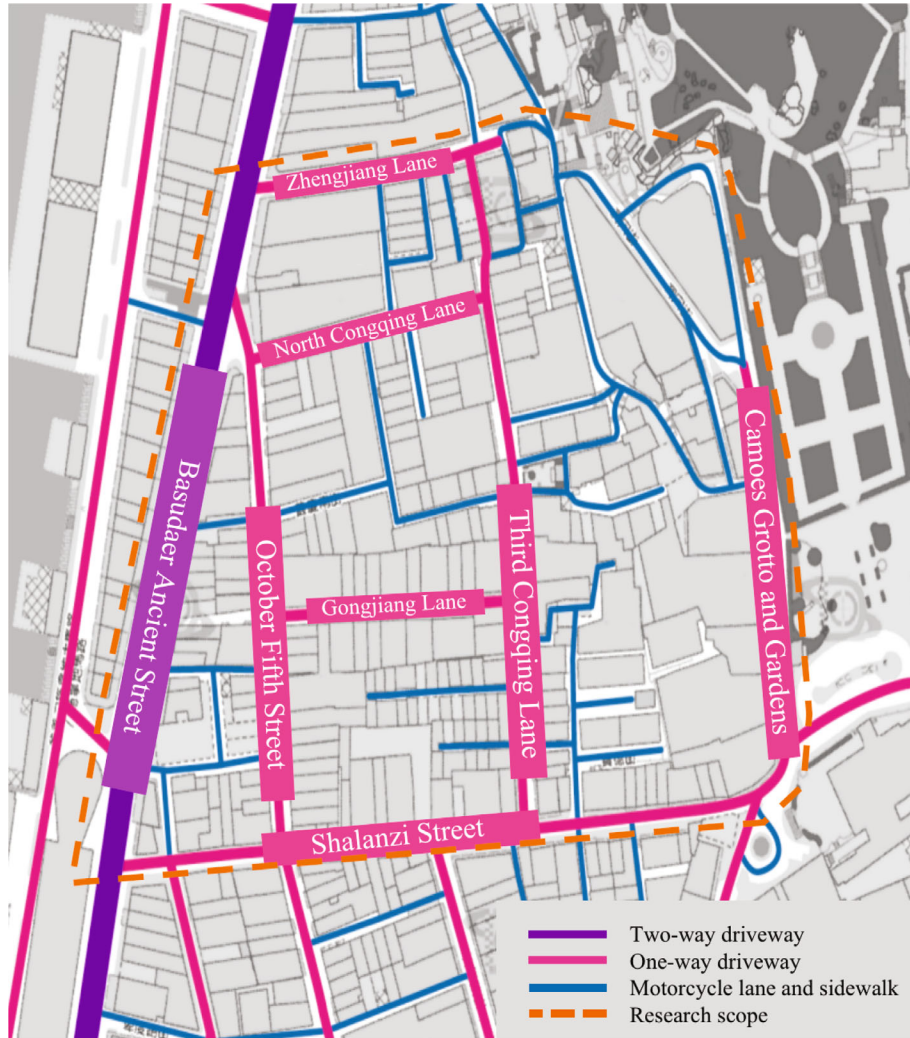 Zhengjiang Lane
North Congqing Lane
Basudaer Ancient Street
October Fifth Street
Third Congqing Lane
Camoes Grotto and Gardens
Gongjiang Lane
Shalanzi Street
Two-way driveway
One-way driveway
Motorcycle lane and sidewalk
Research scope